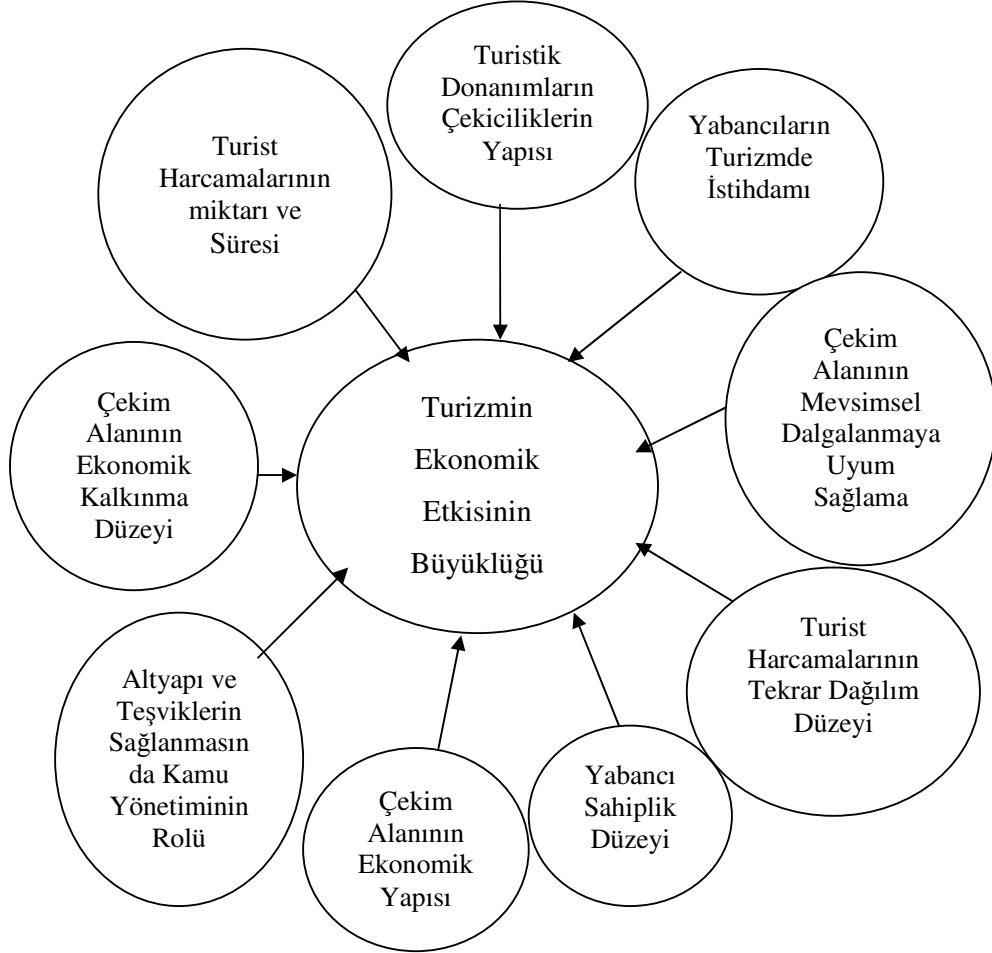 Turistik
Donanımların
Çekiciliklerin
Yapısı
Yabancıların
Turizmde
İstihdamı
Turist
Harcamalarının
miktarı ve
Süresi
Çekim
Alanının
Mevsimsel
Dalgalanmaya
Uyum
Sağlama
Çekim
Alanının
Ekonomik
Kalkınma
Düzeyi
Turizmin
Ekonomik
Etkisinin
Büyüklüğü
Turist
Harcamalarının
Tekrar Dağılım
Düzeyi
Altyapı ve
Teşviklerin
Sağlanmasın
da Kamu
Yönetiminin
Rolü
Çekim
Alanının
Ekonomik
Yapısı
Yabancı
Sahiplik
Düzeyi